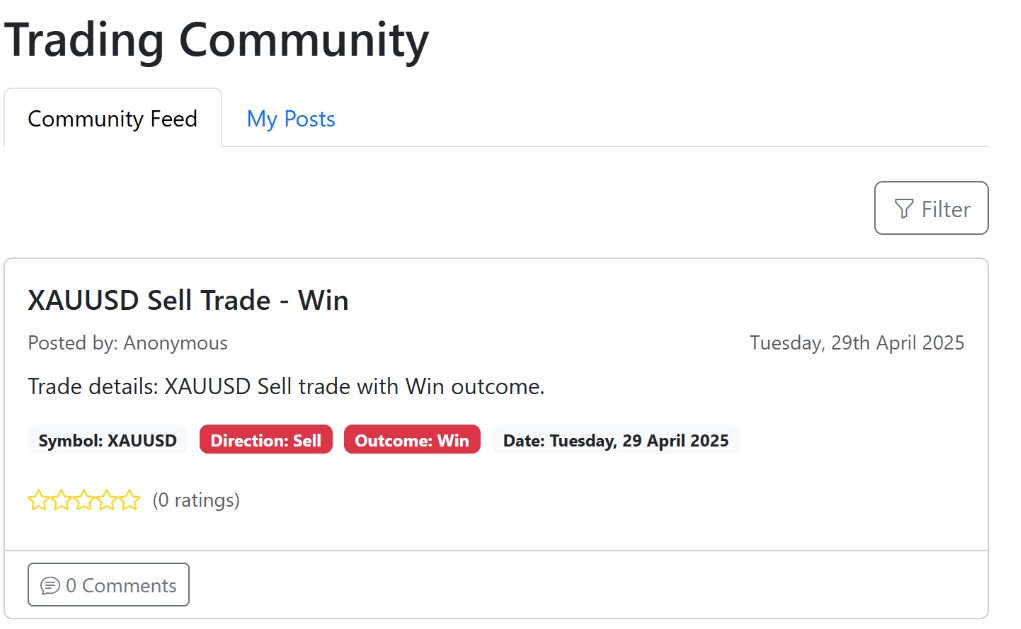 Trading Community
Community Feed My Posts
Filter
XAUUSD Sell Trade - Win
Posted by: Anonymous Tuesday, 29th April 2025
Trade details: XAUUSD Sell trade with Win outcome.
Symbol: XAUUSD Direction: Sell Outcome: Win Date: Tuesday, 29 April 2025
(0 ratings)
0 Comments